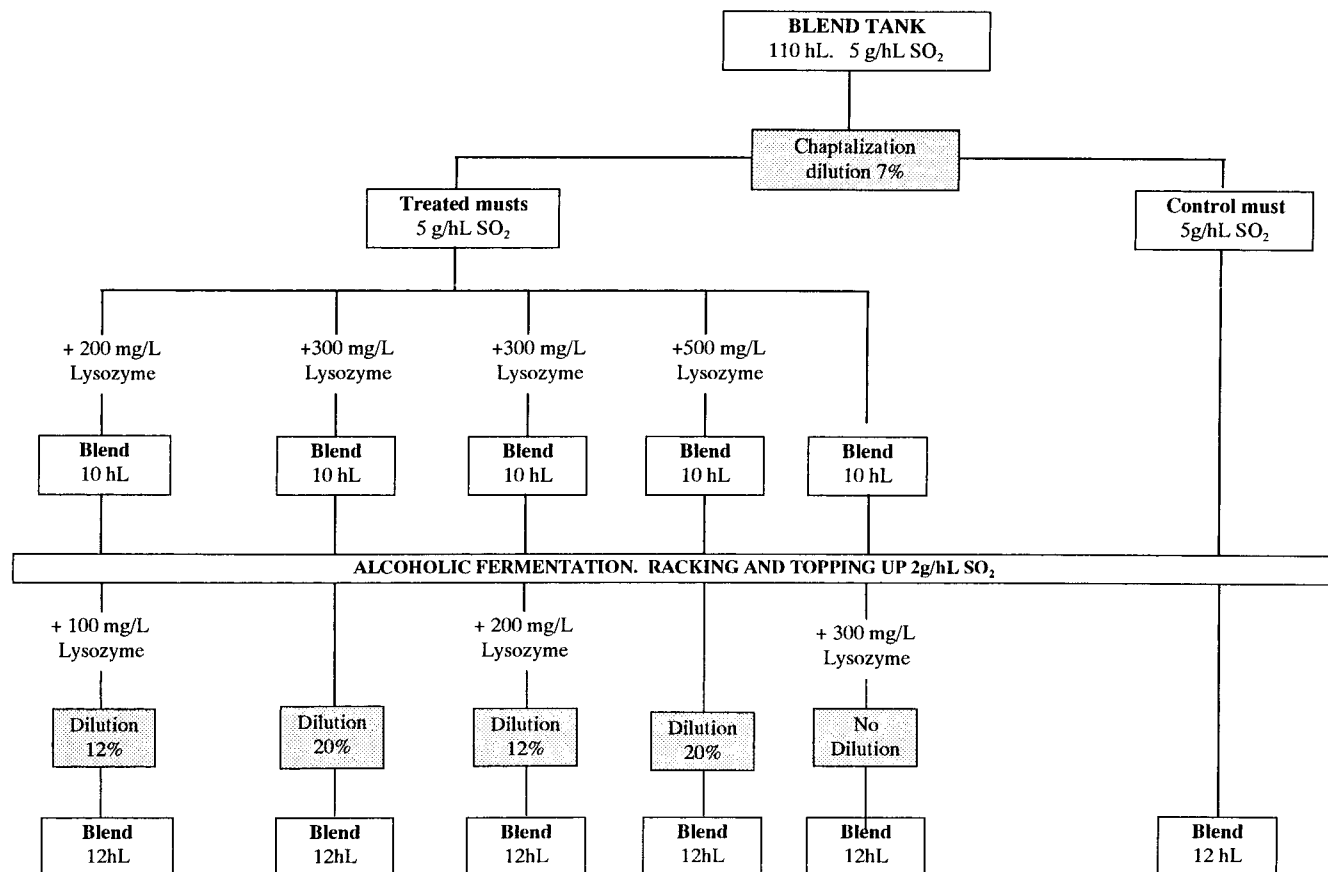 BLEND TANK
110 hL. 5 g/hL SO₂
Chaptalization
dilution 7%
Treated musts
5 g/hL SO₂
Control must
5g/hL SO₂
+ 200 mg/L
Lysozyme
+300 mg/L
Lysozyme
+300 mg/L
Lysozyme
+500 mg/L
Lysozyme
Blend
10 hL
Blend
10 hL
Blend
10 hL
Blend
10 hL
Blend
10 hL
ALCOHOLIC FERMENTATION. RACKING AND TOPPING UP 2g/hL SO₂
+ 100 mg/L
Lysozyme
+ 200 mg/L
Lysozyme
+ 300 mg/L
Lysozyme
Dilution
12%
Dilution
20%
Dilution
12%
Dilution
20%
No
Dilution
Blend
12hL
Blend
12hL
Blend
12hL
Blend
12hL
Blend
12hL
Blend
12 hL